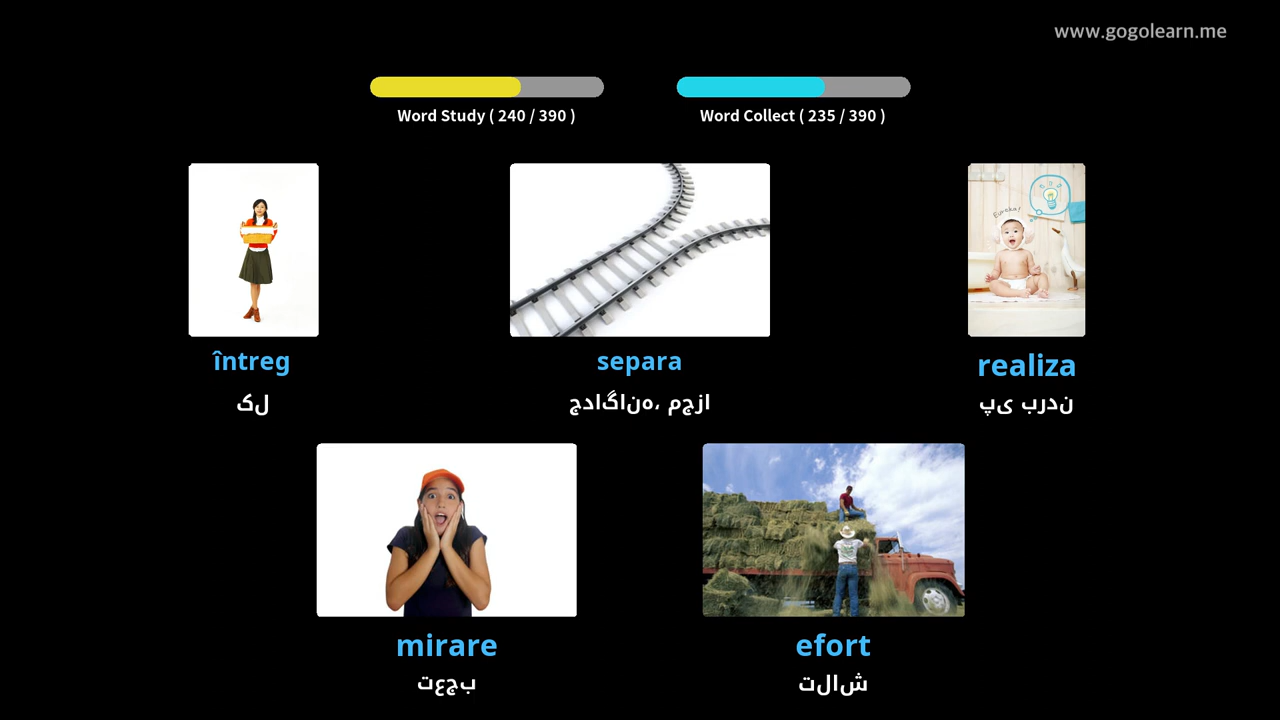 www.gogolearn.me
Word Study ( 240 / 390 )
Word Collect ( 235 / 390 )
întreg
کل
separa
جداگانه، مجزا
realiza
پی بردن
mirare
تعجب
efort
تلاش